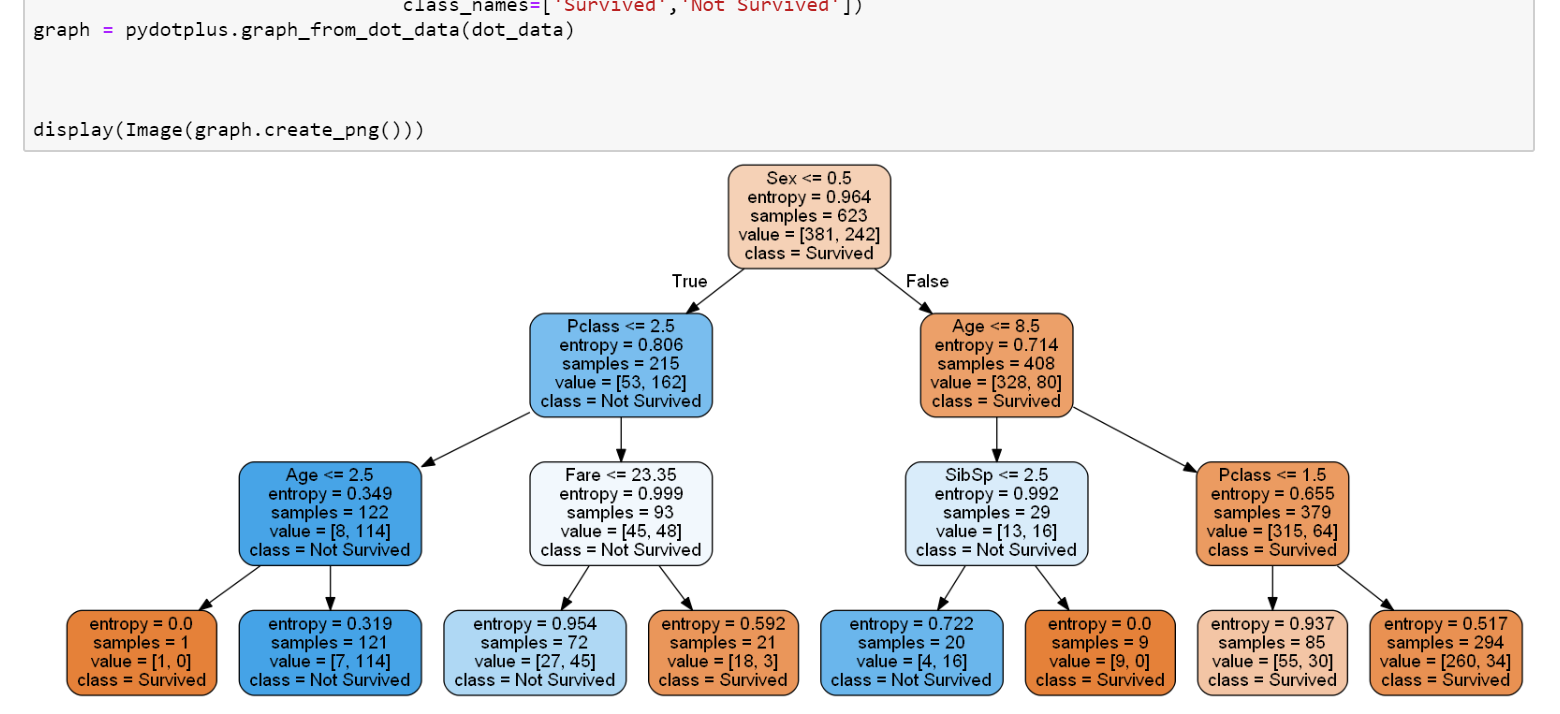 class_names=['Survived','Not Survived'])
graph = pydotplus.graph_from_dot_data(dot_data)
display(Image(graph.create_png()))
Sex <= 0.5
entropy = 0.964
samples = 623
value = [381, 242]
class = Survived
True
False
Pclass <= 2.5
entropy = 0.806
samples = 215
value = [53, 162]
class = Not Survived
Age <= 8.5
entropy = 0.714
samples = 408
value = [328, 80]
class = Survived
Age <= 2.5
entropy = 0.349
samples = 122
value = [8, 114]
class = Not Survived
Fare <= 23.35
entropy = 0.999
samples = 93
value = [45, 48]
class = Not Survived
SibSp <= 2.5
entropy = 0.992
samples = 29
value = [13, 16]
class = Not Survived
Pclass <= 1.5
entropy = 0.655
samples = 379
value = [315, 64]
class = Survived
entropy = 0.0
samples = 1
value = [1, 0]
class = Survived
entropy = 0.319
samples = 121
value = [7, 114]
class = Not Survived
entropy = 0.954
samples = 72
value = [27, 45]
class = Not Survived
entropy = 0.592
samples = 21
value = [18, 3]
class = Survived
entropy = 0.722
samples = 20
value = [4, 16]
class = Not Survived
entropy = 0.0
samples = 9
value = [9, 0]
class = Survived
entropy = 0.937
samples = 85
value = [55, 30]
class = Survived
entropy = 0.517
samples = 294
value = [260, 34]
class = Survived